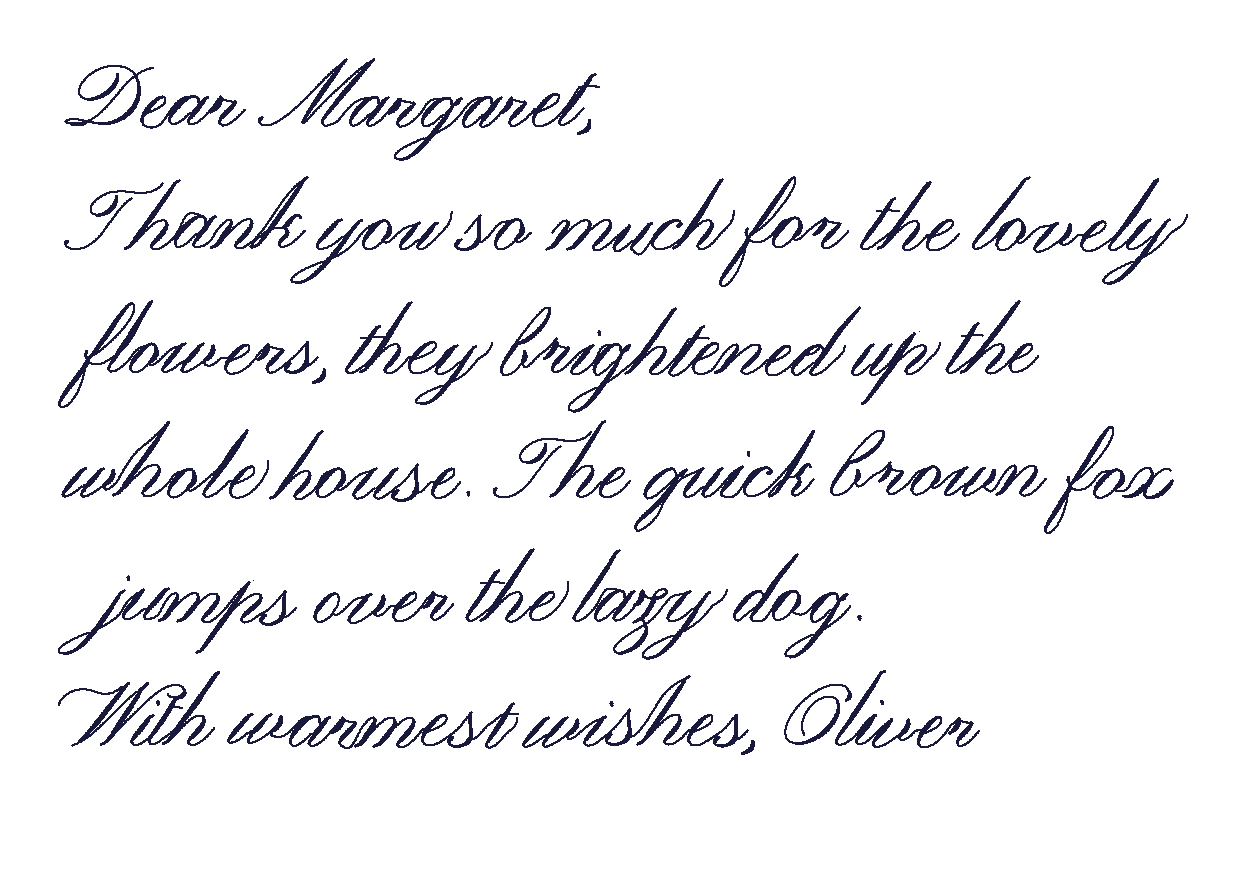 Dear Margaret,
Thank you so much for the lovely
flowers, they brightened up the
whole house. The quick brown fox
jumps over the lazy dog.
With warmest wishes, Oliver